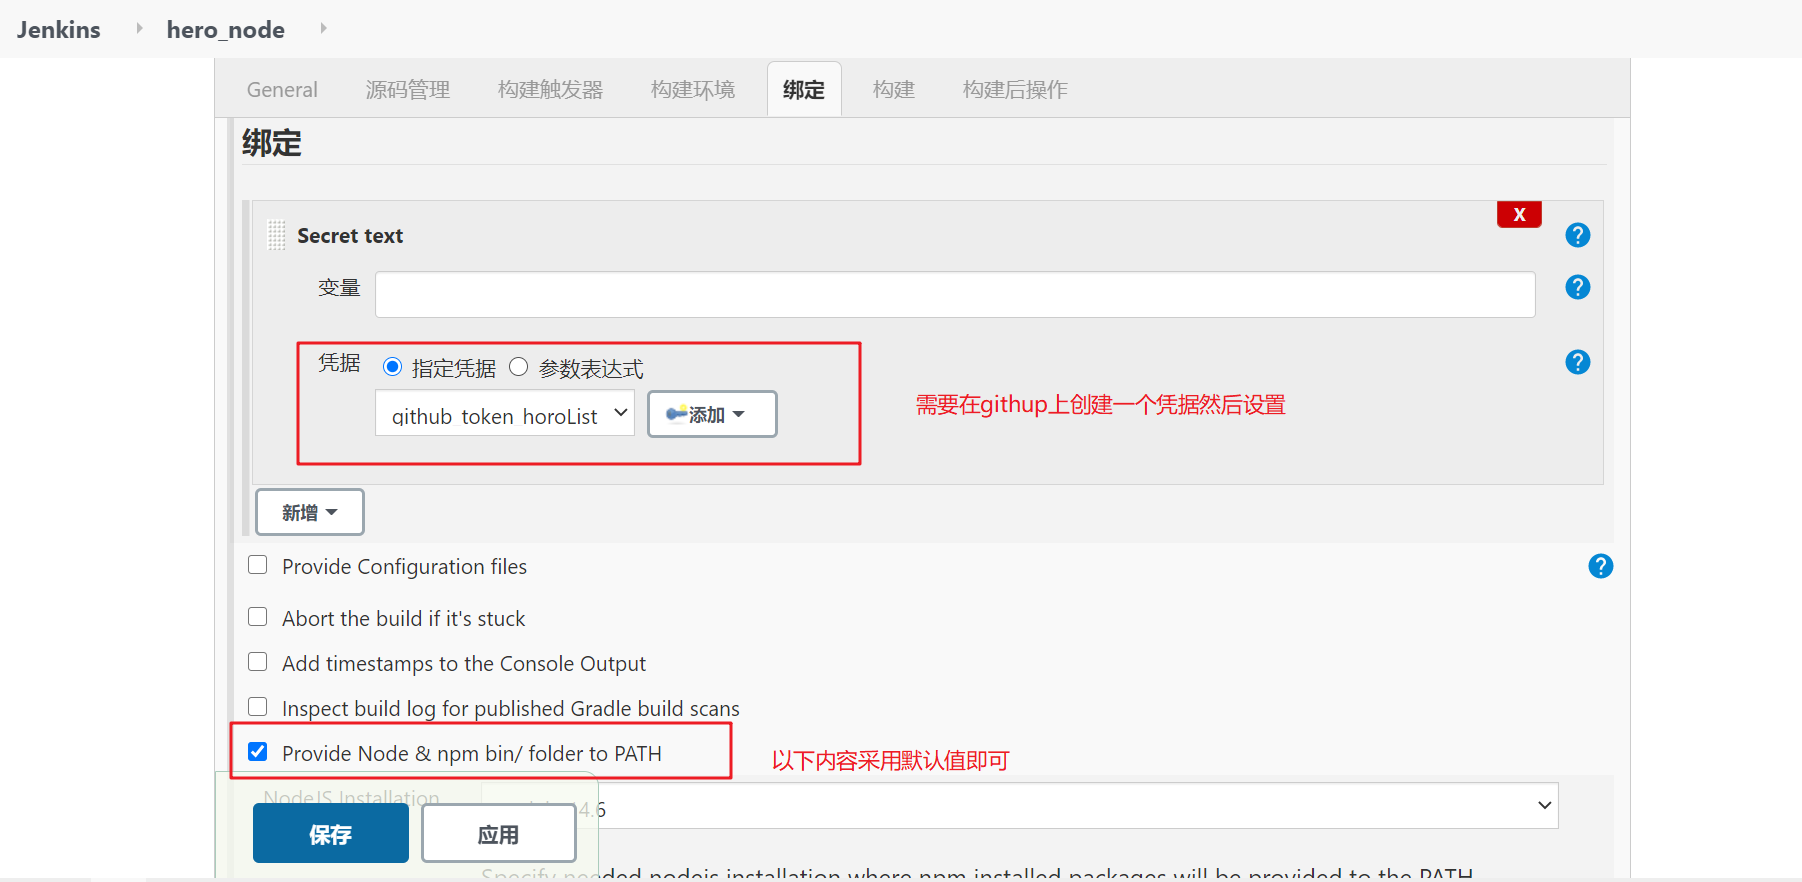 Jenkins hero_node
General 源码管理 构建触发器 构建环境 绑定 构建 构建后操作
绑定
X
Secret text
变量
凭据 指定凭据 参数表达式
github_token_horoList 添加
需要在githup上创建一个凭据然后设置
新增
Provide Configuration files
Abort the build if it's stuck
Add timestamps to the Console Output
Inspect build log for published Gradle build scans
Provide Node & npm bin/ folder to PATH
以下内容采用默认值即可
NodeJS Installation
4.6
保存 应用
Specify needed nodejs installation where npm installed packages will be provided to the PATH